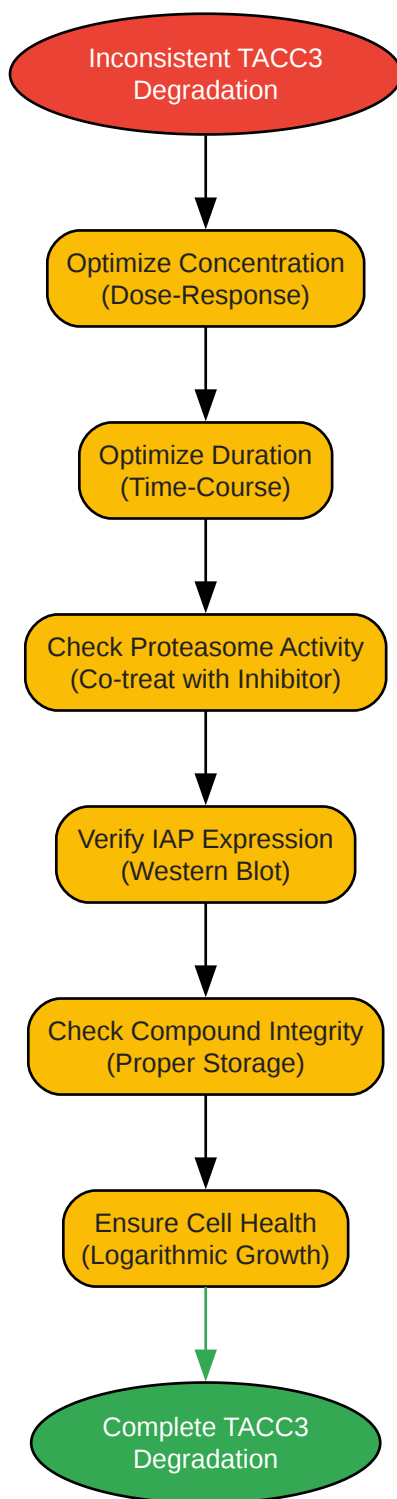 Inconsistent TACC3
Degradation
Optimize Concentration
(Dose-Response)
Optimize Duration
(Time-Course)
Check Proteasome Activity
(Co-treat with Inhibitor)
Verify IAP Expression
(Western Blot)
Check Compound Integrity
(Proper Storage)
Ensure Cell Health
(Logarithmic Growth)
Complete TACC3
Degradation